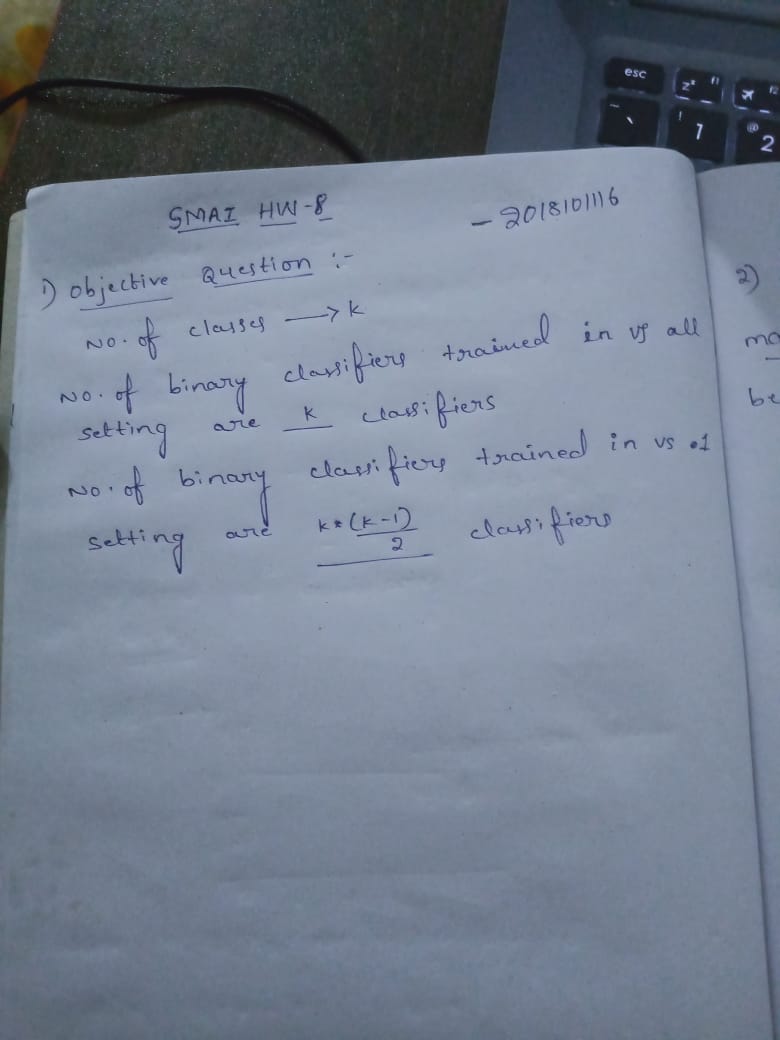 SMAI HW-8
- 2018101116
1) objective Question :-
No. of classes → k
No. of binary classifiers trained in vs all
setting are k classifiers
No. of binary classifiers trained in vs 1
setting are k*(k-1)/2 classifiers
2)
mo
be
esc
z² f1
f2
~ `
! 1
@ 2